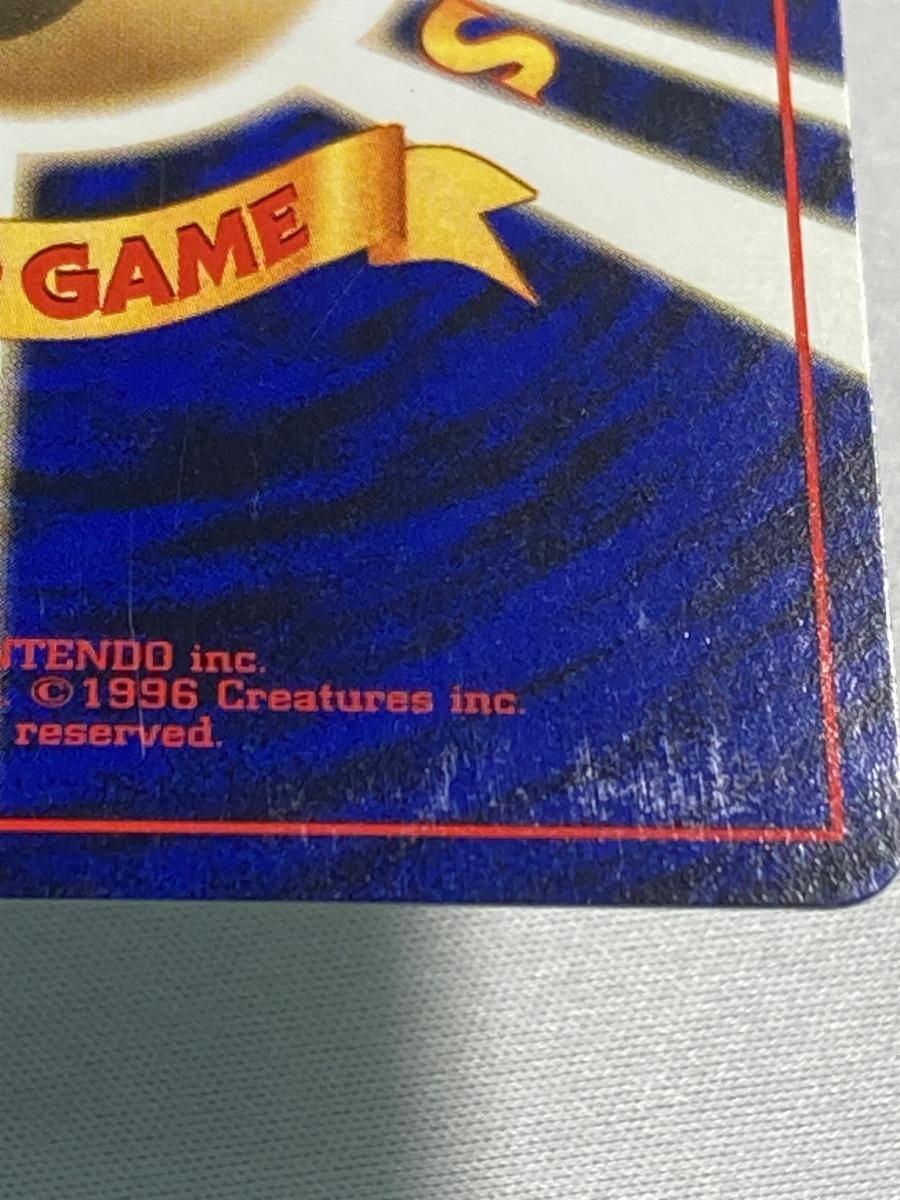 S
GAME
NTENDO inc.
©1996 Creatures inc.
reserved.